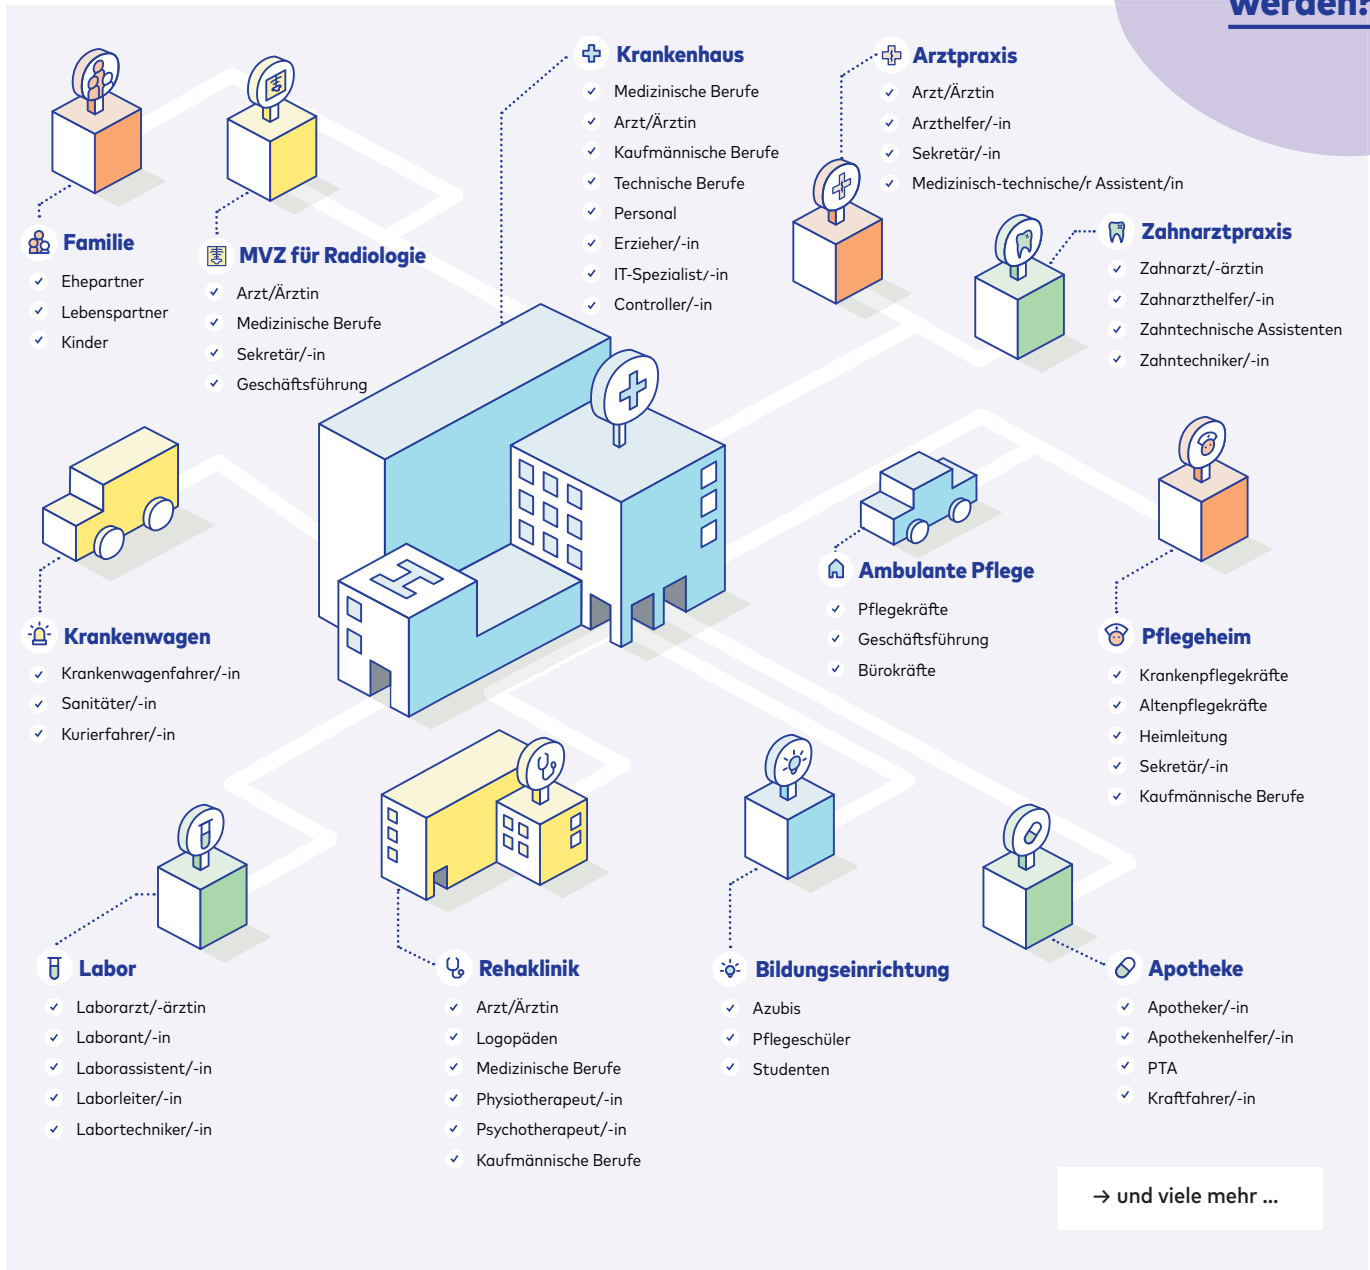 werden?
Krankenhaus
Medizinische Berufe
Arzt/Ärztin
Kaufmännische Berufe
Technische Berufe
Personal
Erzieher/-in
IT-Spezialist/-in
Controller/-in
Arztpraxis
Arzt/Ärztin
Arzthelfer/-in
Sekretär/-in
Medizinisch-technische/r Assistent/in
Familie
Ehepartner
Lebenspartner
Kinder
MVZ für Radiologie
Arzt/Ärztin
Medizinische Berufe
Sekretär/-in
Geschäftsführung
Zahnarztpraxis
Zahnarzt/-ärztin
Zahnarzthelfer/-in
Zahntechnische Assistenten
Zahntechniker/-in
H
Krankenwagen
Krankenwagenfahrer/-in
Sanitäter/-in
Kurierfahrer/-in
Ambulante Pflege
Pflegekräfte
Geschäftsführung
Bürokräfte
Pflegeheim
Krankenpflegekräfte
Altenpflegekräfte
Heimleitung
Sekretär/-in
Kaufmännische Berufe
Labor
Laborarzt/-ärztin
Laborant/-in
Laborassistent/-in
Laborleiter/-in
Labortechniker/-in
Rehaklinik
Arzt/Ärztin
Logopäden
Medizinische Berufe
Physiotherapeut/-in
Psychotherapeut/-in
Kaufmännische Berufe
Bildungseinrichtung
Azubis
Pflegeschüler
Studenten
Apotheke
Apotheker/-in
Apothekenhelfer/-in
PTA
Kraftfahrer/-in
→ und viele mehr ...